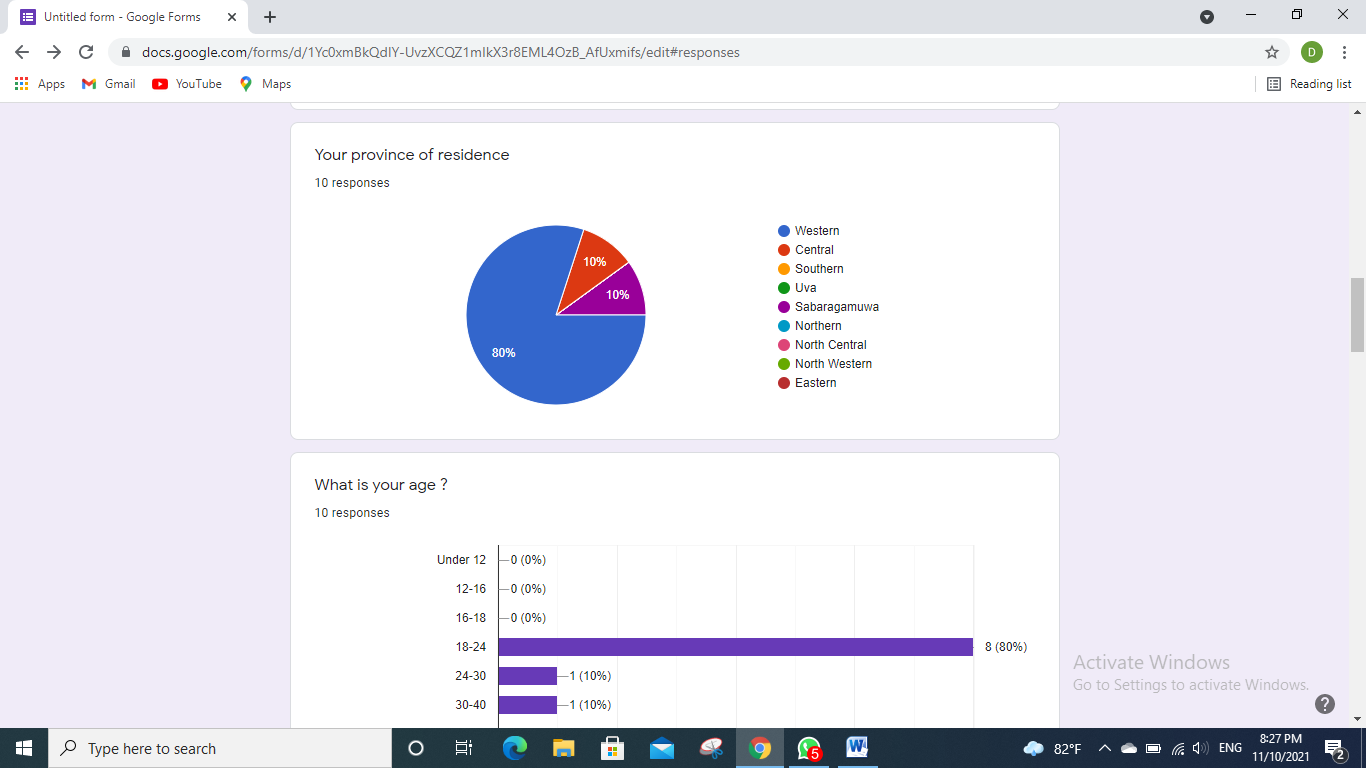 Untitled form - Google Forms
docs.google.com/forms/d/1Yc0xmBkQdIY-UvzXCQZ1mIkX3r8EML4OzB_AfUxmifs/edit#responses
D
Apps Gmail YouTube Maps Reading list
Your province of residence
10 responses
10%
10%
80%
Western
Central
Southern
Uva
Sabaragamuwa
Northern
North Central
North Western
Eastern
What is your age ?
10 responses
Under 12 0 (0%)
12-16 0 (0%)
16-18 0 (0%)
18-24 8 (80%)
24-30 1 (10%)
30-40 1 (10%)
Activate Windows
Go to Settings to activate Windows.
Type here to search
5
W
82°F
ENG
8:27 PM
11/10/2021
2